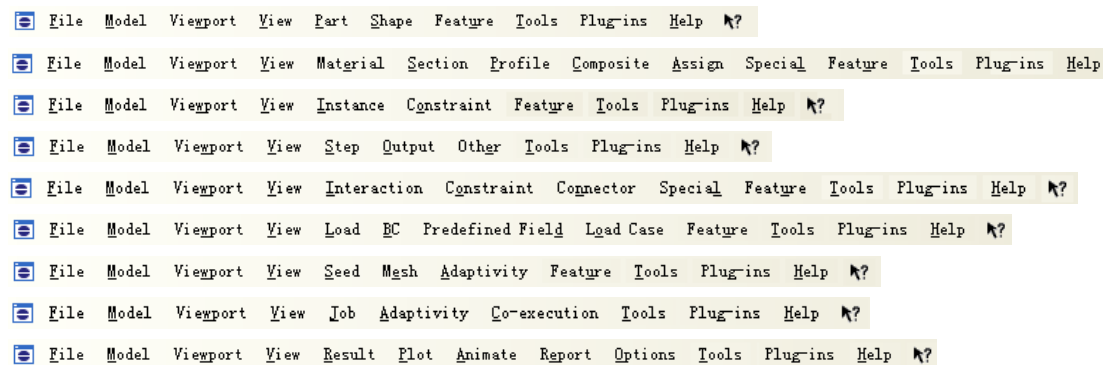 File Model Viewport View Part Shape Feature Tools Plug-ins Help ?
File Model Viewport View Material Section Profile Composite Assign Special Feature Tools Plug-ins Help
File Model Viewport View Instance Constraint Feature Tools Plug-ins Help ?
File Model Viewport View Step Output Other Tools Plug-ins Help ?
File Model Viewport View Interaction Constraint Connector Special Feature Tools Plug-ins Help ?
File Model Viewport View Load BC Predefined Field Load Case Feature Tools Plug-ins Help ?
File Model Viewport View Seed Mesh Adaptivity Feature Tools Plug-ins Help ?
File Model Viewport View Job Adaptivity Co-execution Tools Plug-ins Help ?
File Model Viewport View Result Plot Animate Report Options Tools Plug-ins Help ?